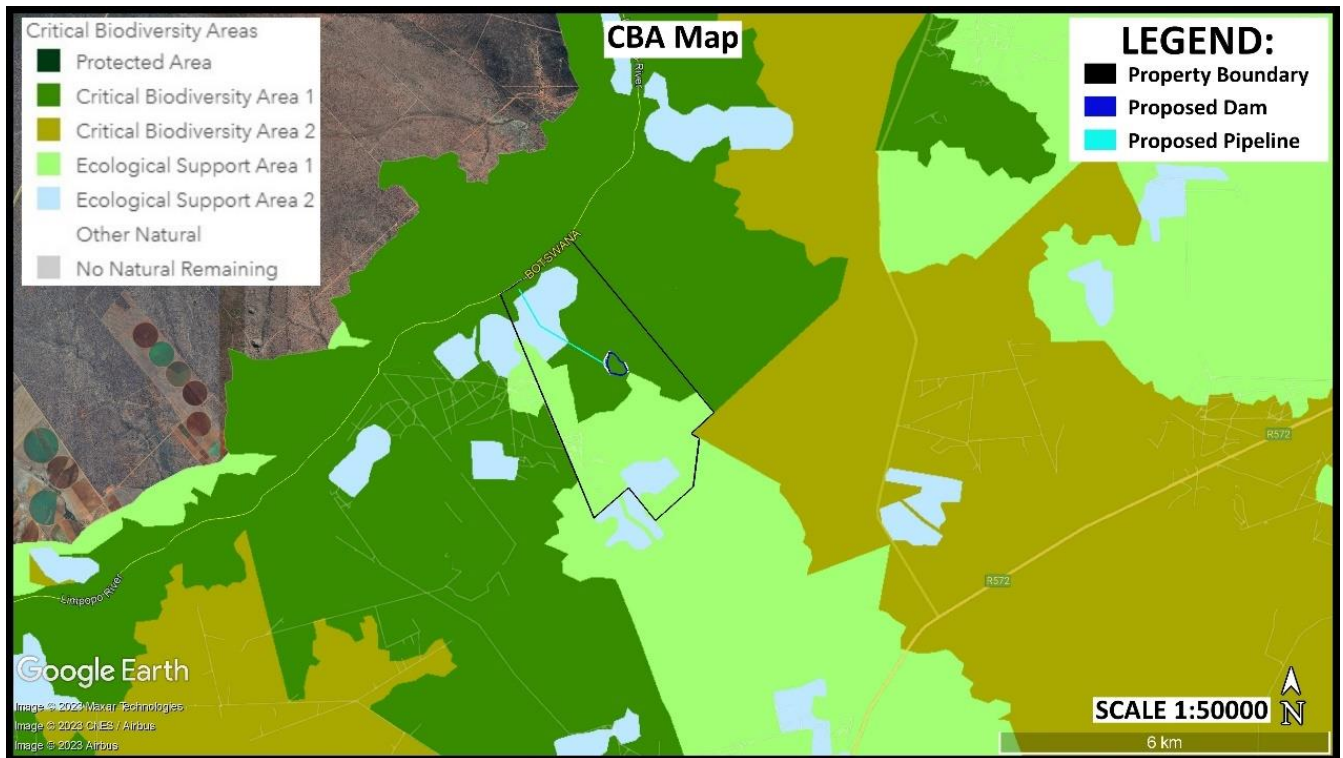 Critical Biodiversity Areas
Protected Area
Critical Biodiversity Area 1
Critical Biodiversity Area 2
Ecological Support Area 1
Ecological Support Area 2
Other Natural
No Natural Remaining
CBA Map
LEGEND:
Property Boundary
Proposed Dam
Proposed Pipeline
River
BOTSWANA
R572
R572
Limpopo River
Google Earth
Image © 2023 Maxar Technologies
Image © 2023 CNES / Airbus
Image © 2023 Airbus
SCALE 1:50000
N
6 km